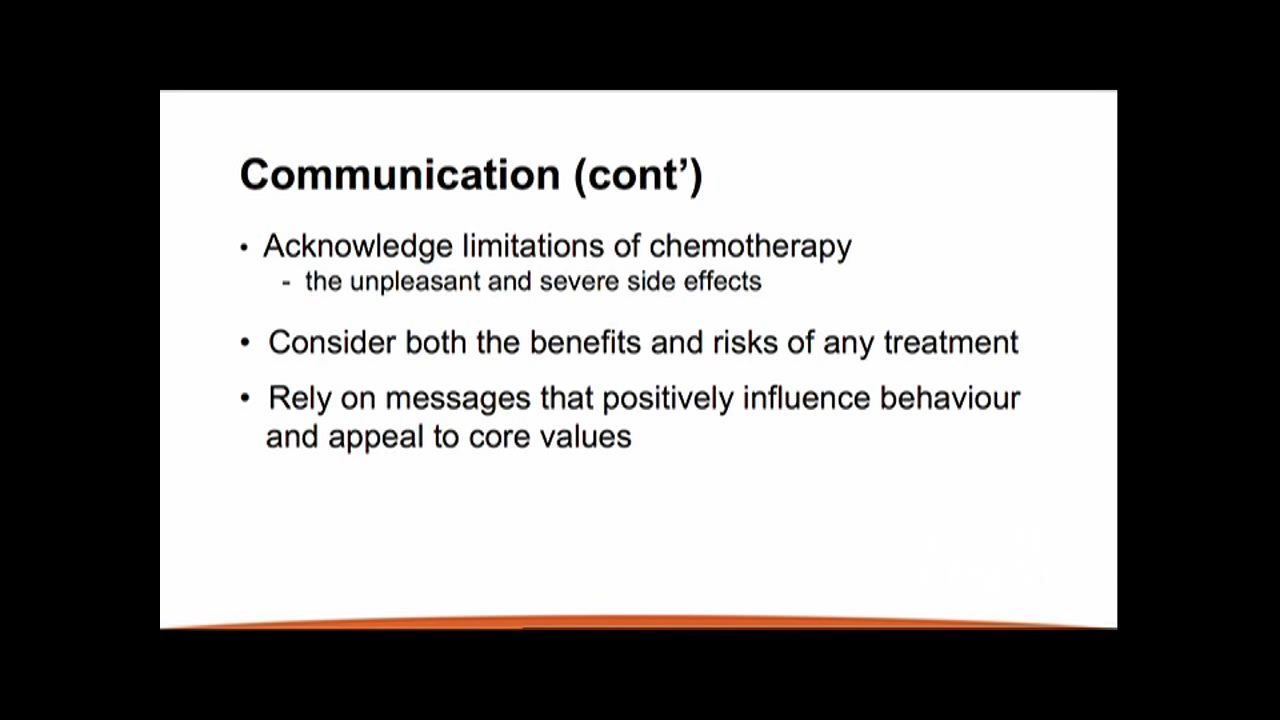 Communication (cont’)
• Acknowledge limitations of chemotherapy
- the unpleasant and severe side effects
• Consider both the benefits and risks of any treatment
• Rely on messages that positively influence behaviour
and appeal to core values